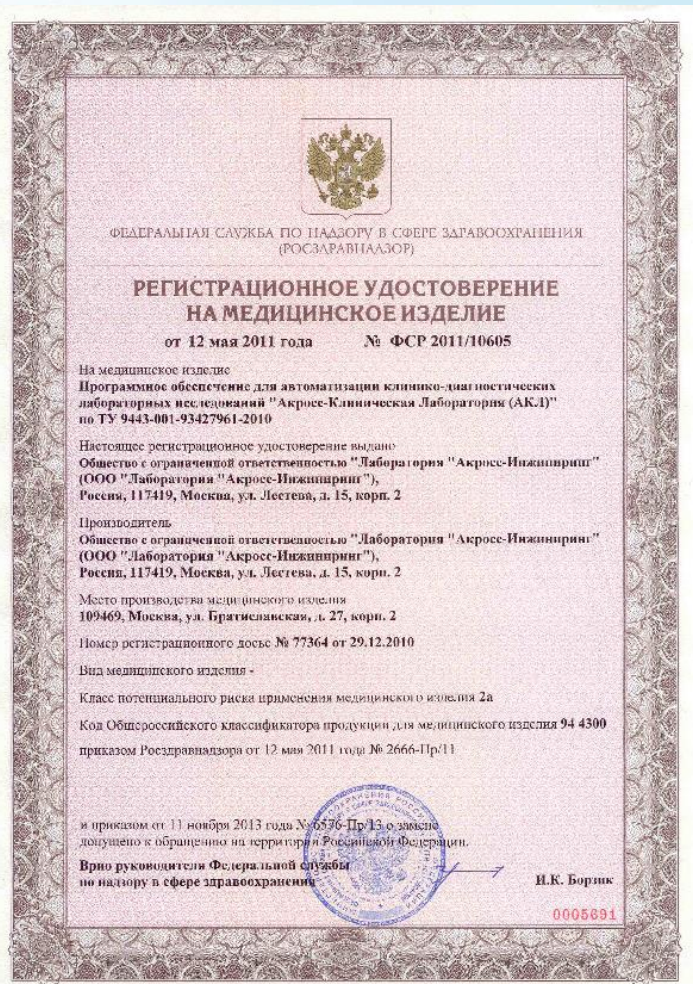 ФЕДЕРАЛЬНАЯ СЛУЖБА ПО НАДЗОРУ В СФЕРЕ ЗДРАВООХРАНЕНИЯ
(РОСЗДРАВНАДЗОР)
РЕГИСТРАЦИОННОЕ УДОСТОВЕРЕНИЕ
НА МЕДИЦИНСКОЕ ИЗДЕЛИЕ
от 12 мая 2011 года № ФСР 2011/10605
На медицинское изделие
Программное обеспечение для автоматизации клинико-диагностических
лабораторных исследований "Акросс-Клиническая Лаборатория (АКЛ)"
по ТУ 9443-001-93427961-2010
Настоящее регистрационное удостоверение выдано
Общество с ограниченной ответственностью "Лаборатория "Акросс-Инжиниринг"
(ООО "Лаборатория "Акросс-Инжиниринг"),
Россия, 117419, Москва, ул. Лестева, д. 15, корп. 2
Производитель
Общество с ограниченной ответственностью "Лаборатория "Акросс-Инжиниринг"
(ООО "Лаборатория "Акросс-Инжиниринг"),
Россия, 117419, Москва, ул. Лестева, д. 15, корп. 2
Место производства медицинского изделия
109469, Москва, ул. Братиславская, д. 27, корп. 2
Номер регистрационного досье № 77364 от 29.12.2010
Вид медицинского изделия -
Класс потенциального риска применения медицинского изделия 2а
Код Общероссийского классификатора продукции для медицинского изделия 94 4300
приказом Росздравнадзора от 12 мая 2011 года № 2666-Пр/11
и приказом от 11 ноября 2013 года № 6576-Пр/13 о замене
допущено к обращению на территории Российской Федерации.
Врио руководителя Федеральной службы
по надзору в сфере здравоохранения И.К. Борзик
0005691